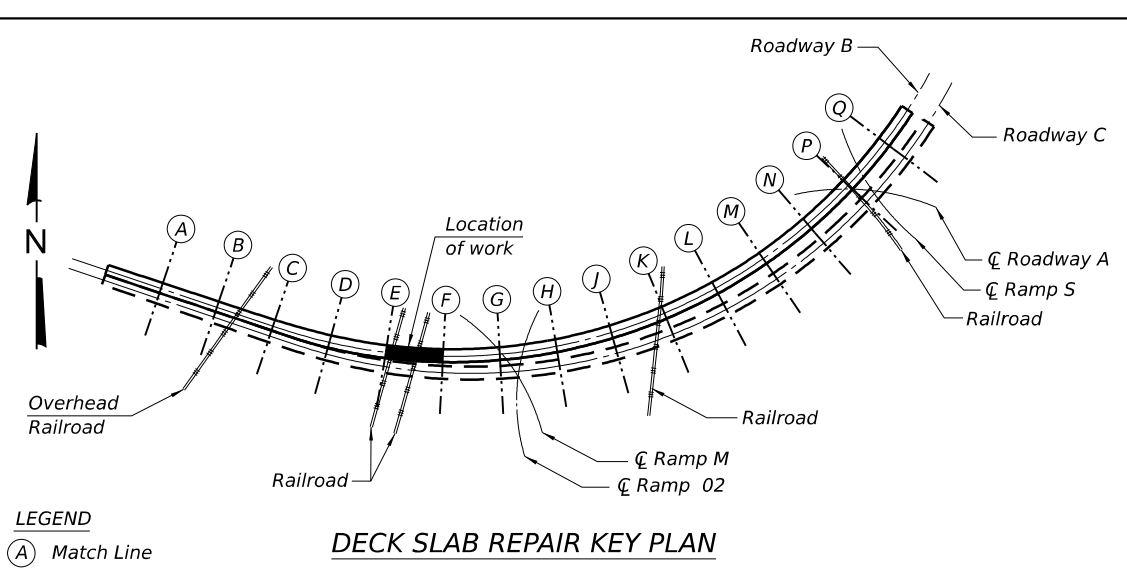 Roadway B
Q
Roadway C
P
N
M
A
Location
of work
B
L
N
C
K
℄ Roadway A
D
J
E
H
F
G
℄ Ramp S
Railroad
Overhead
Railroad
Railroad
℄ Ramp M
Railroad
℄ Ramp 02
LEGEND
A Match Line
DECK SLAB REPAIR KEY PLAN